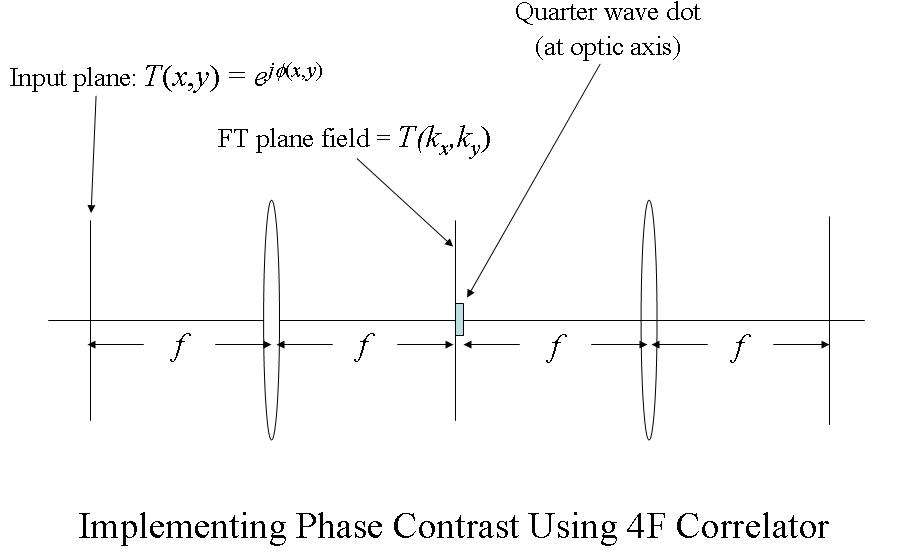 Quarter wave dot
(at optic axis)
Input plane: T(x,y) = e^{jϕ(x,y)}
FT plane field = T(k_x,k_y)
f f f f
Implementing Phase Contrast Using 4F Correlator